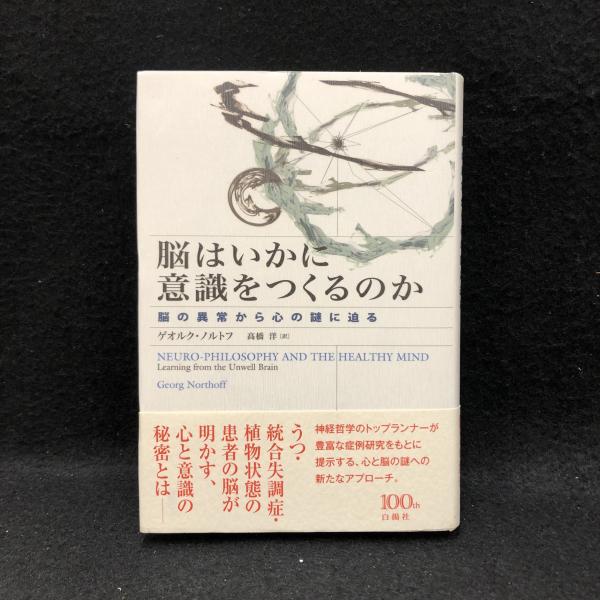 脳はいかに
意識をつくるのか
脳の異常から心の謎に迫る
ゲオルク・ノルトフ 高橋 洋［訳］
NEURO-PHILOSOPHY AND THE HEALTHY MIND
Learning from the Unwell Brain
Georg Northoff
うつ・
統合失調症・
植物状態の
患者の脳が
明かす、
心と意識の
秘密とは──
神経哲学のトップランナーが
豊富な症例研究をもとに
提示する、心と脳の謎への
新たなアプローチ。
100th
白揚社